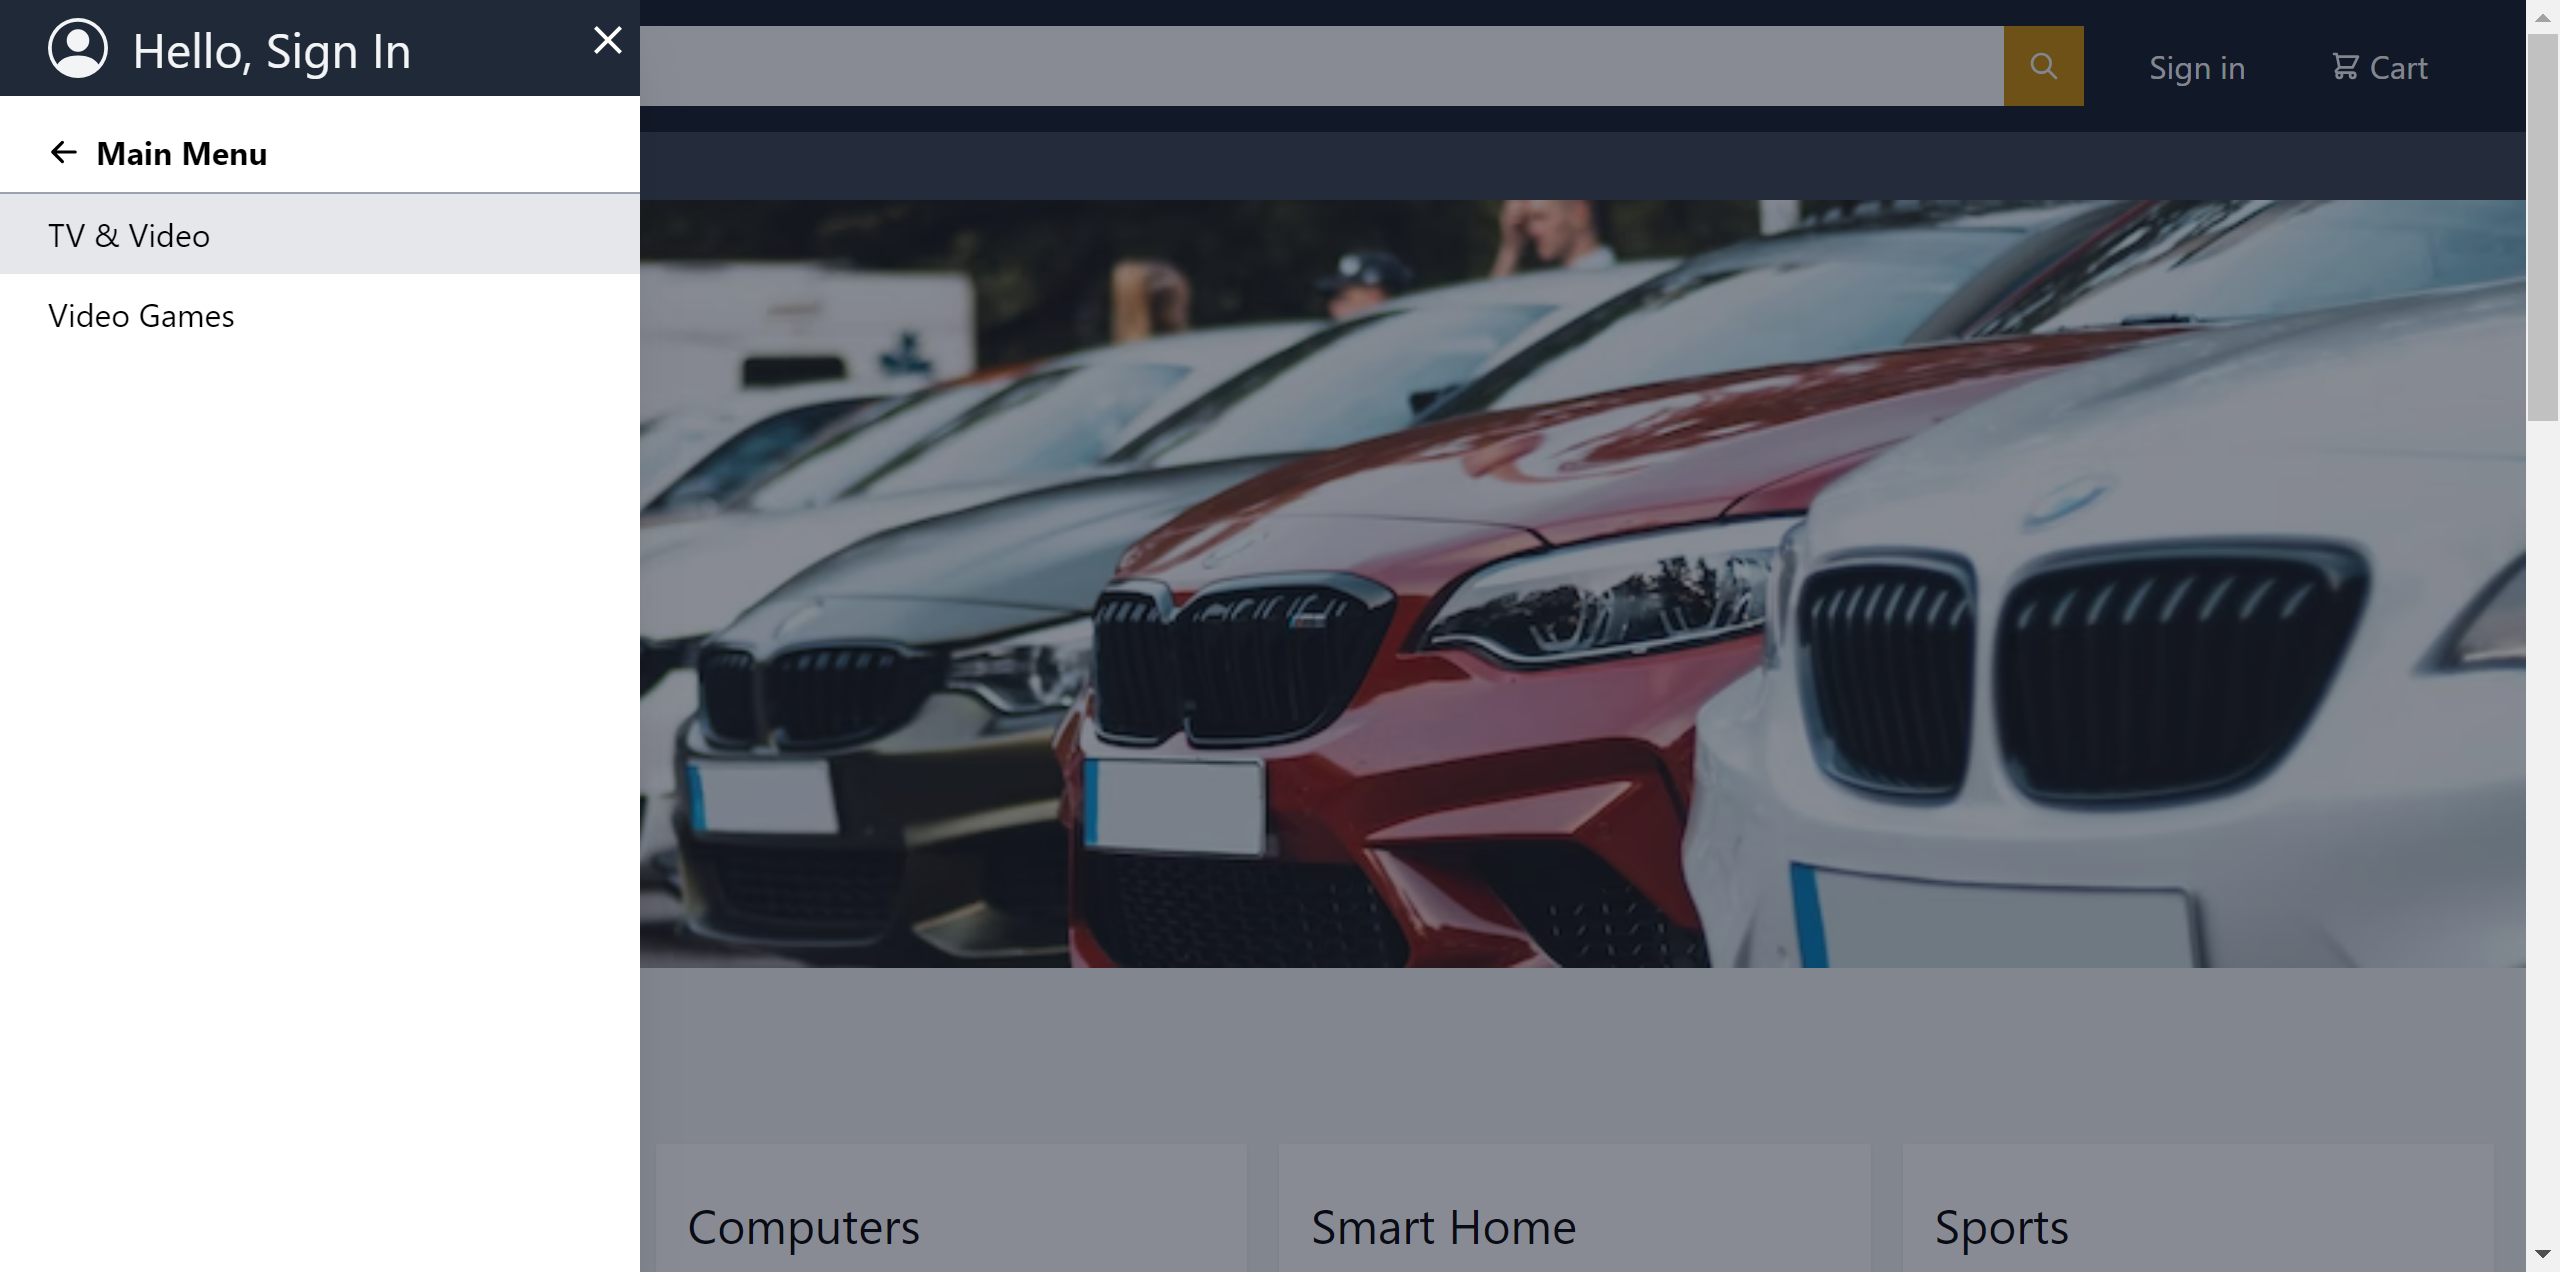 Hello, Sign In
Sign in
Cart
Main Menu
TV & Video
Video Games
Computers
Smart Home
Sports